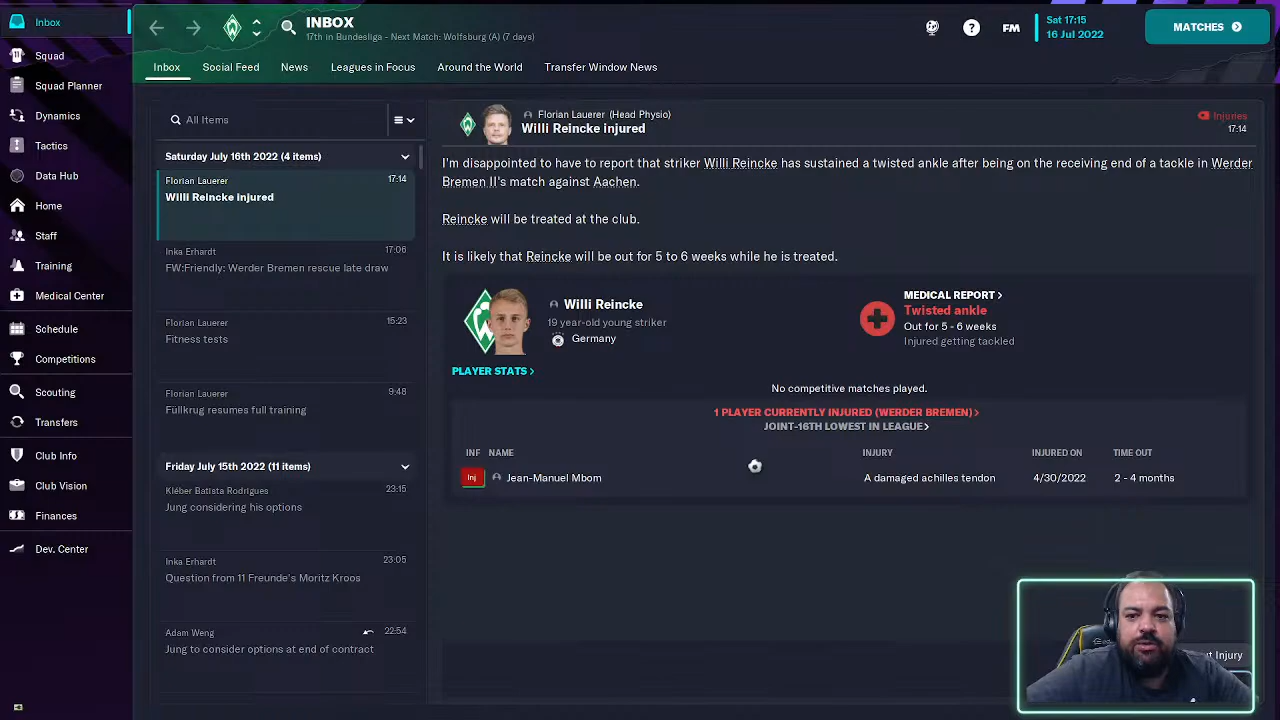 Inbox
Squad
Squad Planner
Dynamics
Tactics
Data Hub
Home
Staff
Training
Medical Center
Schedule
Competitions
Scouting
Transfers
Club Info
Club Vision
Finances
Dev. Center
INBOX
17th in Bundesliga - Next Match: Wolfsburg (A) (7 days)
?
FM
Sat 17:15
16 Jul 2022
MATCHES
Inbox Social Feed News Leagues in Focus Around the World Transfer Window News
All Items
Saturday July 16th 2022 (4 items)
Florian Lauerer 17:14
Willi Reincke injured
Inka Erhardt 17:06
FW:Friendly: Werder Bremen rescue late draw
Florian Lauerer 15:23
Fitness tests
Florian Lauerer 9:48
Füllkrug resumes full training
Friday July 15th 2022 (11 items)
Kléber Batista Rodrigues 23:15
Jung considering his options
Inka Erhardt 23:05
Question from 11 Freunde's Moritz Kroos
Adam Weng 22:54
Jung to consider options at end of contract
Florian Lauerer (Head Physio)
Willi Reincke injured
Injuries
17:14
I'm disappointed to have to report that striker Willi Reincke has sustained a twisted ankle after being on the receiving end of a tackle in Werder
Bremen II's match against Aachen.
Reincke will be treated at the club.
It is likely that Reincke will be out for 5 to 6 weeks while he is treated.
Willi Reincke
19 year-old young striker
Germany
MEDICAL REPORT >
Twisted ankle
Out for 5 - 6 weeks
Injured getting tackled
PLAYER STATS >
No competitive matches played.
1 PLAYER CURRENTLY INJURED (WERDER BREMEN) >
JOINT-16TH LOWEST IN LEAGUE >
INF NAME INJURY INJURED ON TIME OUT
Inj Jean-Manuel Mbom A damaged achilles tendon 4/30/2022 2 - 4 months
Injury